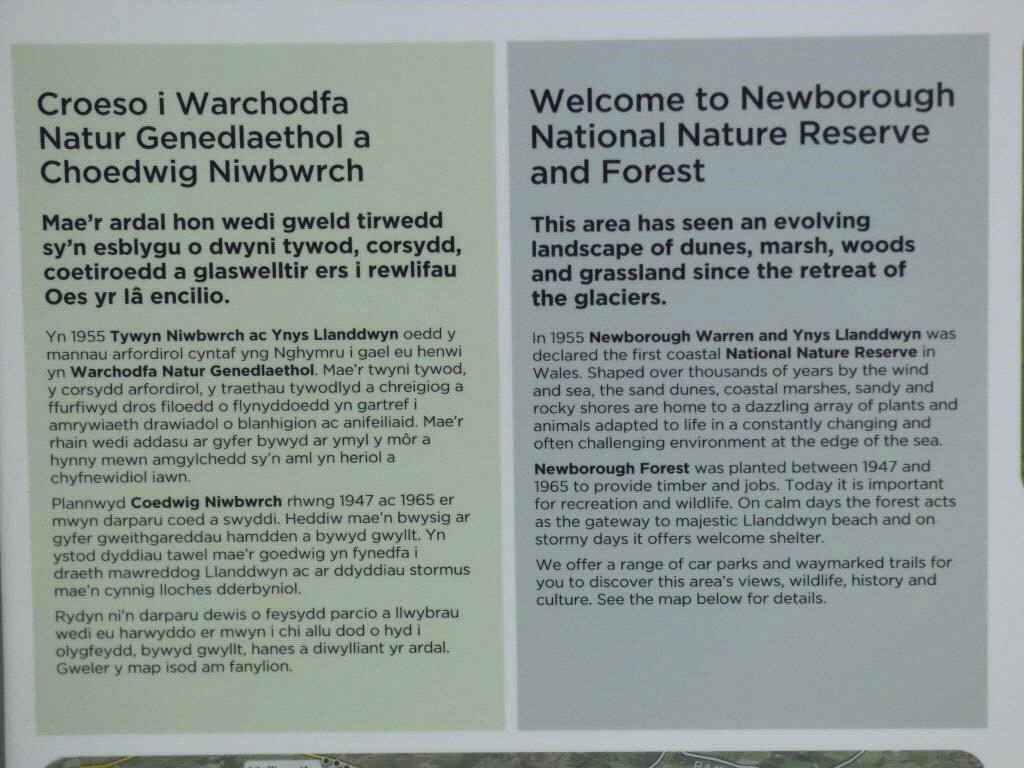 Croeso i Warchodfa
Natur Genedlaethol a
Choedwig Niwbwrch
Mae'r ardal hon wedi gweld tirwedd
sy'n esblygu o dwyni tywod, corsydd,
coetiroedd a glaswelltir ers i rewlifau
Oes yr Iâ encilio.
Yn 1955 Tywyn Niwbwrch ac Ynys Llanddwyn oedd y
mannau arfordirol cyntaf yng Nghymru i gael eu henwi
yn Warchodfa Natur Genedlaethol. Mae'r twyni tywod,
y corsydd arfordirol, y traethau tywodlyd a chreigiog a
ffurfiwyd dros filoedd o flynyddoedd yn gartref i
amrywiaeth drawiadol o blanhigion ac anifeiliaid. Mae'r
rhain wedi addasu ar gyfer bywyd ar ymyl y môr a
hynny mewn amgylchedd sy'n aml yn heriol a
chyfnewidiol iawn.
Plannwyd Coedwig Niwbwrch rhwng 1947 ac 1965 er
mwyn darparu coed a swyddi. Heddiw mae'n bwysig ar
gyfer gweithgareddau hamdden a bywyd gwyllt. Yn
ystod dyddiau tawel mae'r goedwig yn fynedfa i
draeth mawreddog Llanddwyn ac ar ddyddiau stormus
mae'n cynnig lloches dderbyniol.
Rydyn ni'n darparu dewis o feysydd parcio a llwybrau
wedi eu harwyddo er mwyn i chi allu dod o hyd i
olygfeydd, bywyd gwyllt, hanes a diwylliant yr ardal.
Gweler y map isod am fanylion.
Welcome to Newborough
National Nature Reserve
and Forest
This area has seen an evolving
landscape of dunes, marsh, woods
and grassland since the retreat of
the glaciers.
In 1955 Newborough Warren and Ynys Llanddwyn was
declared the first coastal National Nature Reserve in
Wales. Shaped over thousands of years by the wind
and sea, the sand dunes, coastal marshes, sandy and
rocky shores are home to a dazzling array of plants and
animals adapted to life in a constantly changing and
often challenging environment at the edge of the sea.
Newborough Forest was planted between 1947 and
1965 to provide timber and jobs. Today it is important
for recreation and wildlife. On calm days the forest acts
as the gateway to majestic Llanddwyn beach and on
stormy days it offers welcome shelter.
We offer a range of car parks and waymarked trails for
you to discover this area's views, wildlife, history and
culture. See the map below for details.